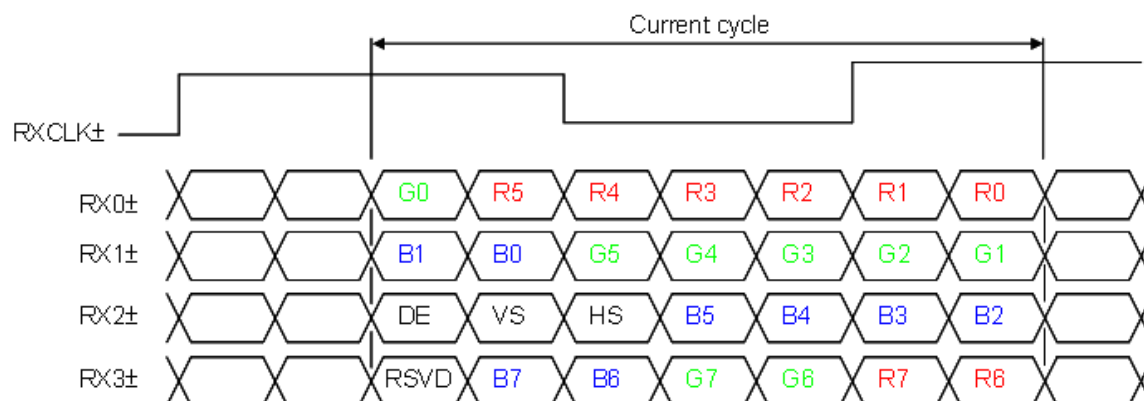 Current cycle
RXCLK±
RX0± G0 R5 R4 R3 R2 R1 R0
RX1± B1 B0 G5 G4 G3 G2 G1
RX2± DE VS HS B5 B4 B3 B2
RX3± RSVD B7 B6 G7 G6 R7 R6